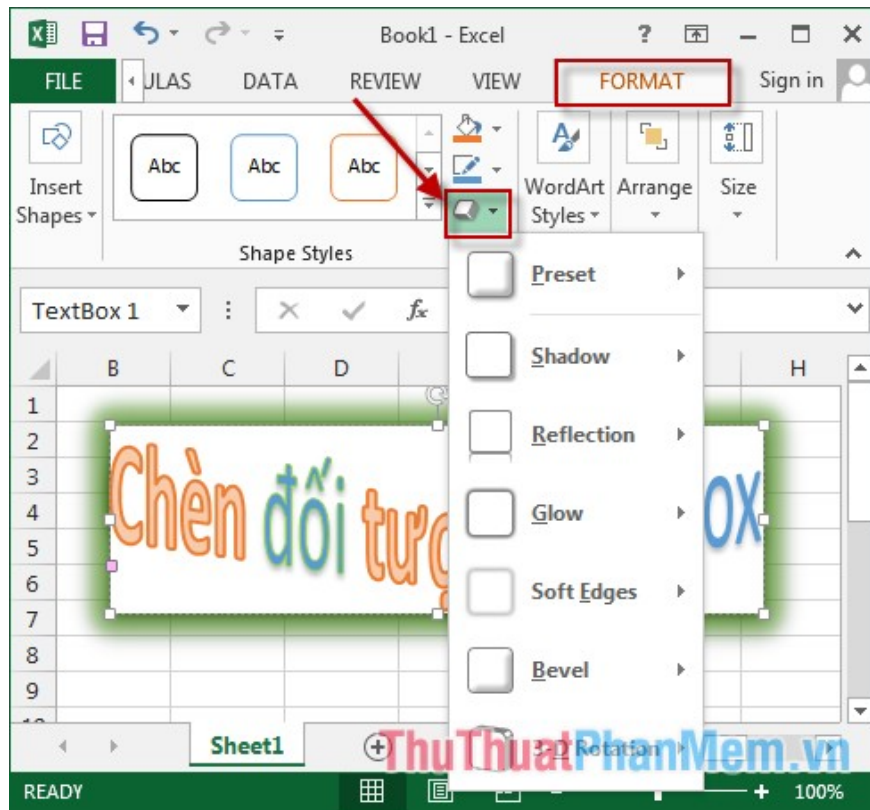 Book1 - Excel
FILE ULAS DATA REVIEW VIEW FORMAT Sign in
Abc Abc Abc
Insert Shapes
WordArt Styles
Arrange
Size
Shape Styles
Preset
TextBox 1 fx
Shadow
B C D H
1
2
Reflection
3
Chèn đối OX
4
Glow
5
6
Soft Edges
7
8
Bevel
9
3-D Rotation
Sheet1
ThuThuatPhanMem.vn
READY 100%